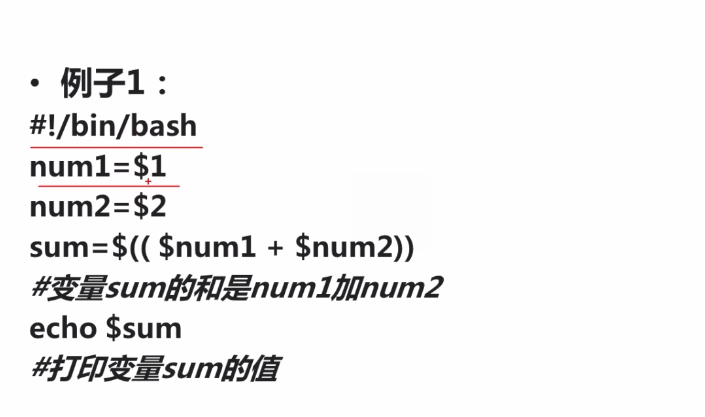 • 例子1：
#!/bin/bash
num1=$1
num2=$2
sum=$(( $num1 + $num2))
#变量sum的和是num1加num2
echo $sum
#打印变量sum的值